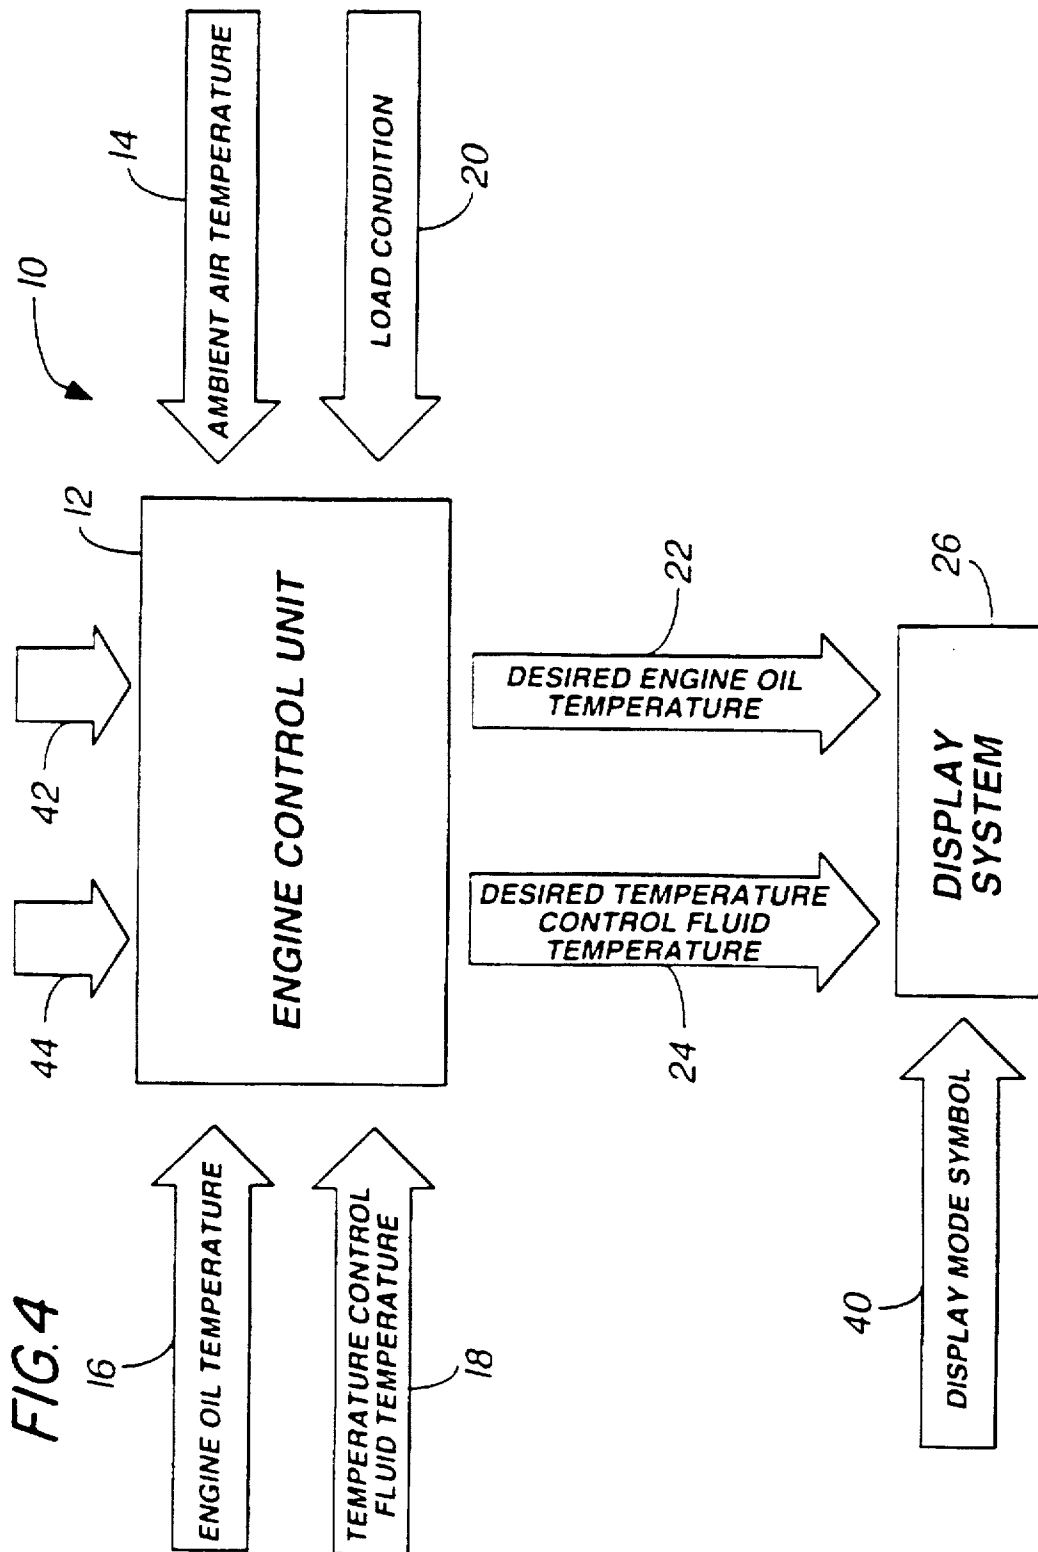 FIG. 4
10
44
42
12
16
14
ENGINE OIL TEMPERATURE
AMBIENT AIR TEMPERATURE
ENGINE CONTROL UNIT
TEMPERATURE CONTROL
FLUID TEMPERATURE
LOAD CONDITION
18
20
DESIRED TEMPERATURE
CONTROL FLUID
TEMPERATURE
DESIRED ENGINE OIL
TEMPERATURE
24
22
40
26
DISPLAY MODE SYMBOL
DISPLAY
SYSTEM